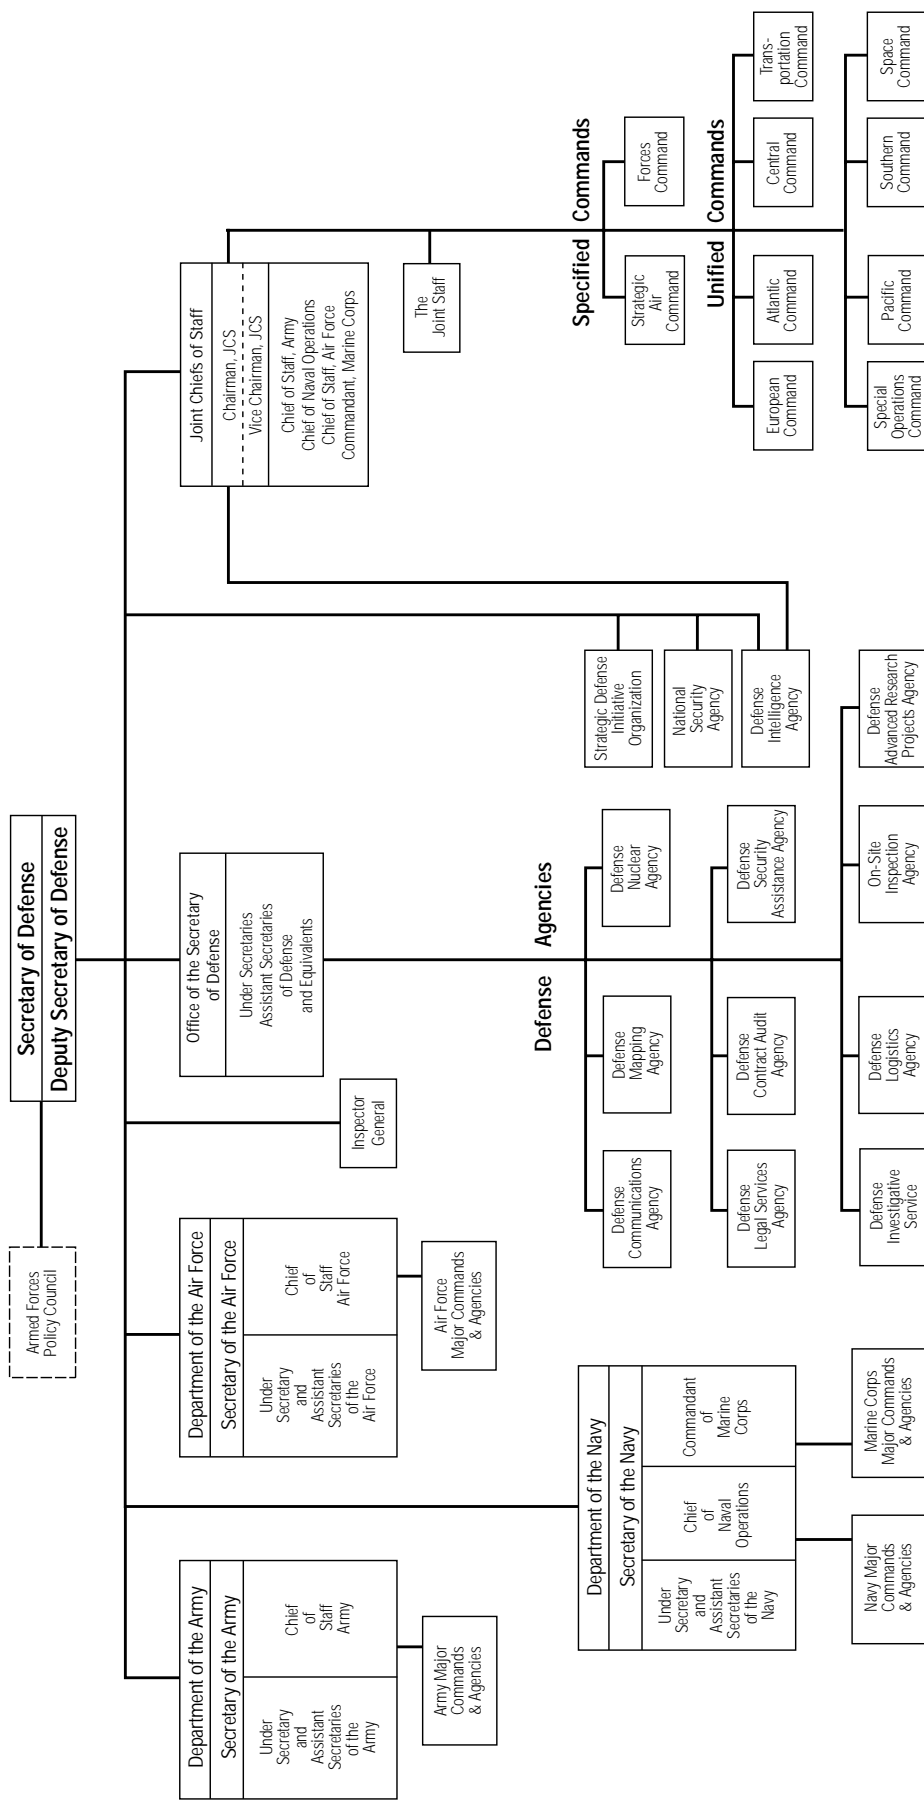 Secretary of Defense
Deputy Secretary of Defense
Armed Forces
Policy Council
Department of the Army
Secretary of the Army
Under
Secretary
and
Assistant
Secretaries
of the
Army
Chief
of
Staff
Army
Army Major
Commands
& Agencies
Department of the Navy
Secretary of the Navy
Under
Secretary
and
Assistant
Secretaries
of the
Navy
Chief
of
Naval
Operations
Commandant
of
Marine
Corps
Navy Major
Commands
& Agencies
Marine Corps
Major Commands
& Agencies
Department of the Air Force
Secretary of the Air Force
Under
Secretary
and
Assistant
Secretaries
of the
Air Force
Chief
of
Staff
Air Force
Air Force
Major Commands
& Agencies
Inspector
General
Office of the Secretary
of Defense
Under Secretaries
Assistant Secretaries
of Defense
and Equivalents
Defense Agencies
Defense
Communications
Agency
Defense
Mapping
Agency
Defense
Nuclear
Agency
Defense
Legal Services
Agency
Defense
Contract Audit
Agency
Defense
Security
Assistance Agency
Defense
Investigative
Service
Defense
Logistics
Agency
On-Site
Inspection
Agency
Defense
Advanced Research
Projects Agency
Strategic Defense
Initiative
Organization
National
Security
Agency
Defense
Intelligence
Agency
Joint Chiefs of Staff
Chairman, JCS
Vice Chairman, JCS
Chief of Staff, Army
Chief of Naval Operations
Chief of Staff, Air Force
Commandant, Marine Corps
The
Joint Staff
Specified Commands
Strategic
Air
Command
Forces
Command
Unified Commands
European
Command
Atlantic
Command
Central
Command
Trans-
portation
Command
Special
Operations
Command
Pacific
Command
Southern
Command
Space
Command